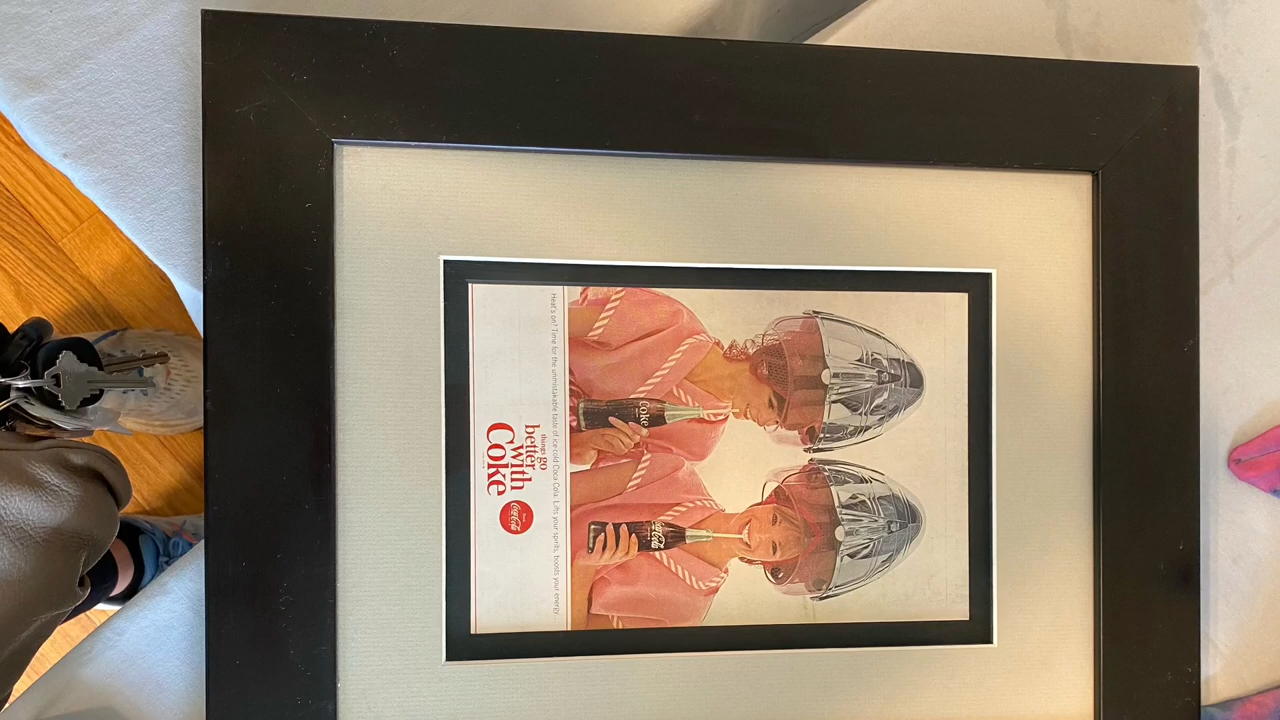 Coke
Coca-Cola
Heat's on? Time for the unmistakable taste of ice-cold Coca-Cola. Lifts your spirits, boosts your energy...
things go
better
with
Coke
Drink
Coca-Cola